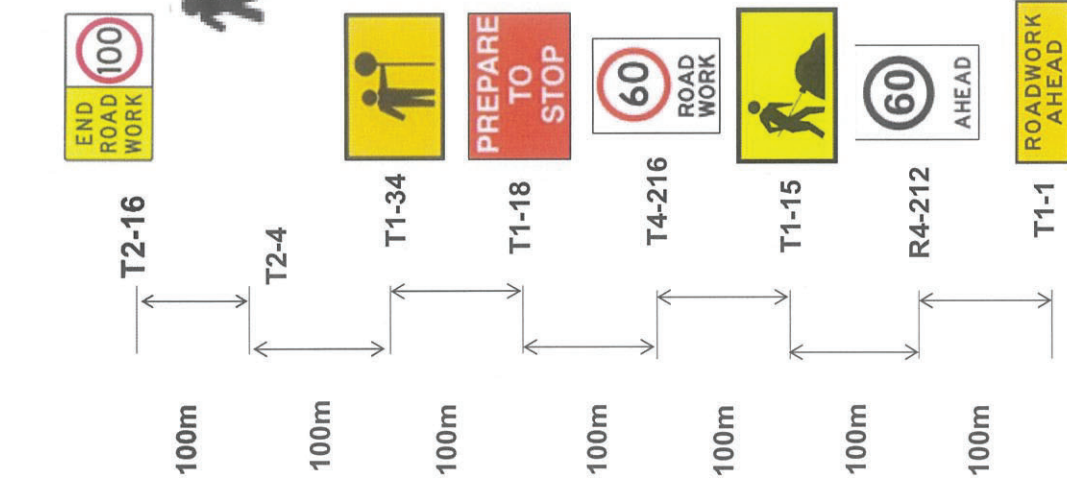 END
ROAD
WORK
100
T2-16
T2-4
T1-34
PREPARE
TO
STOP
T1-18
60
ROAD
WORK
T4-216
T1-15
60
AHEAD
R4-212
ROADWORK
AHEAD
T1-1
100m
100m
100m
100m
100m
100m
100m